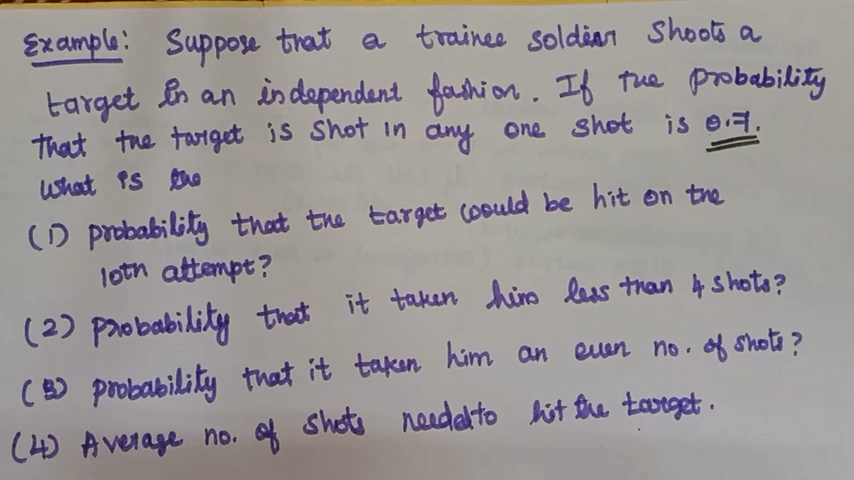 Example: Suppose that a trainee soldier shoots a
target in an independent fashion. If the probability
that the target is shot in any one shot is 0.7.
What is the
(1) probability that the target would be hit on the
10th attempt?
(2) probability that it taken him less than 4 shots?
(3) probability that it taken him an even no. of shots?
(4) Average no. of shots needed to hit the target.